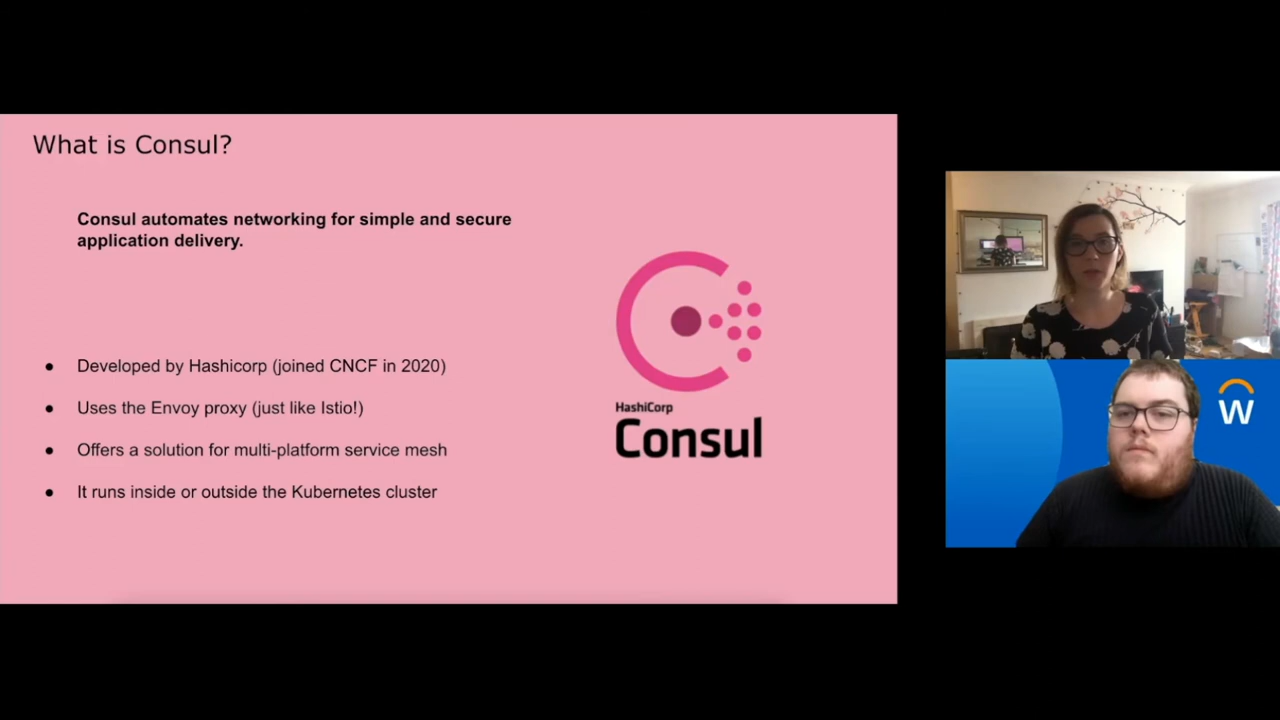 What is Consul?
Consul automates networking for simple and secure
application delivery.
● Developed by Hashicorp (joined CNCF in 2020)
● Uses the Envoy proxy (just like Istio!)
● Offers a solution for multi-platform service mesh
● It runs inside or outside the Kubernetes cluster
HashiCorp
Consul
W